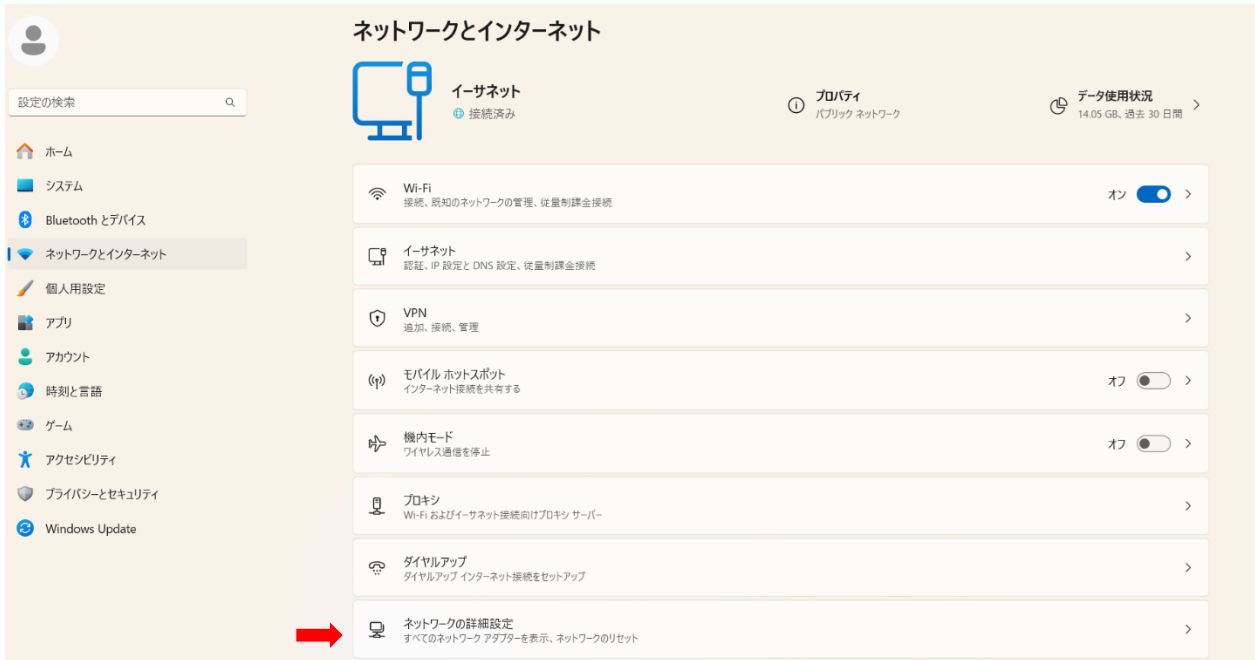 ネットワークとインターネット
イーサネット
接続済み
プロパティ
パブリック ネットワーク
データ使用状況
14.05 GB、過去 30 日間
設定の検索
ホーム
システム
Bluetooth とデバイス
ネットワークとインターネット
個人用設定
アプリ
アカウント
時刻と言語
ゲーム
アクセシビリティ
プライバシーとセキュリティ
Windows Update
Wi-Fi
接続、既知のネットワークの管理、従量制課金接続
オン
イーサネット
認証、IP 設定と DNS 設定、従量制課金接続
VPN
追加、接続、管理
モバイル ホットスポット
インターネット接続を共有する
オフ
機内モード
ワイヤレス通信を停止
オフ
プロキシ
Wi-Fi およびイーサネット接続向けプロキシ サーバー
ダイヤルアップ
ダイヤルアップ インターネット接続をセットアップ
ネットワークの詳細設定
すべてのネットワーク アダプターを表示、ネットワークのリセット